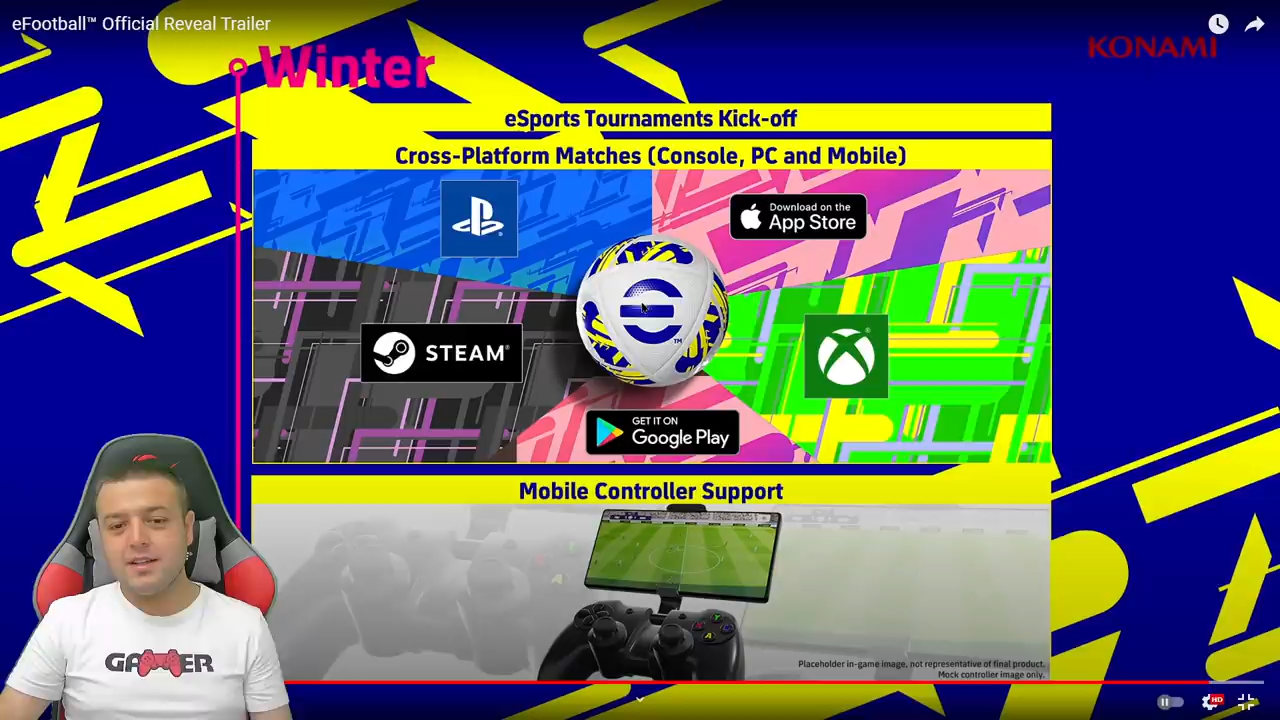 eFootball™ Official Reveal Trailer
KONAMI
Winter
eSports Tournaments Kick-off
Cross-Platform Matches (Console, PC and Mobile)
Download on the
App Store
STEAM®
GET IT ON
Google Play
Mobile Controller Support
Placeholder in-game image, not representative of final product.
Mock controller image only.
GAMER
HD